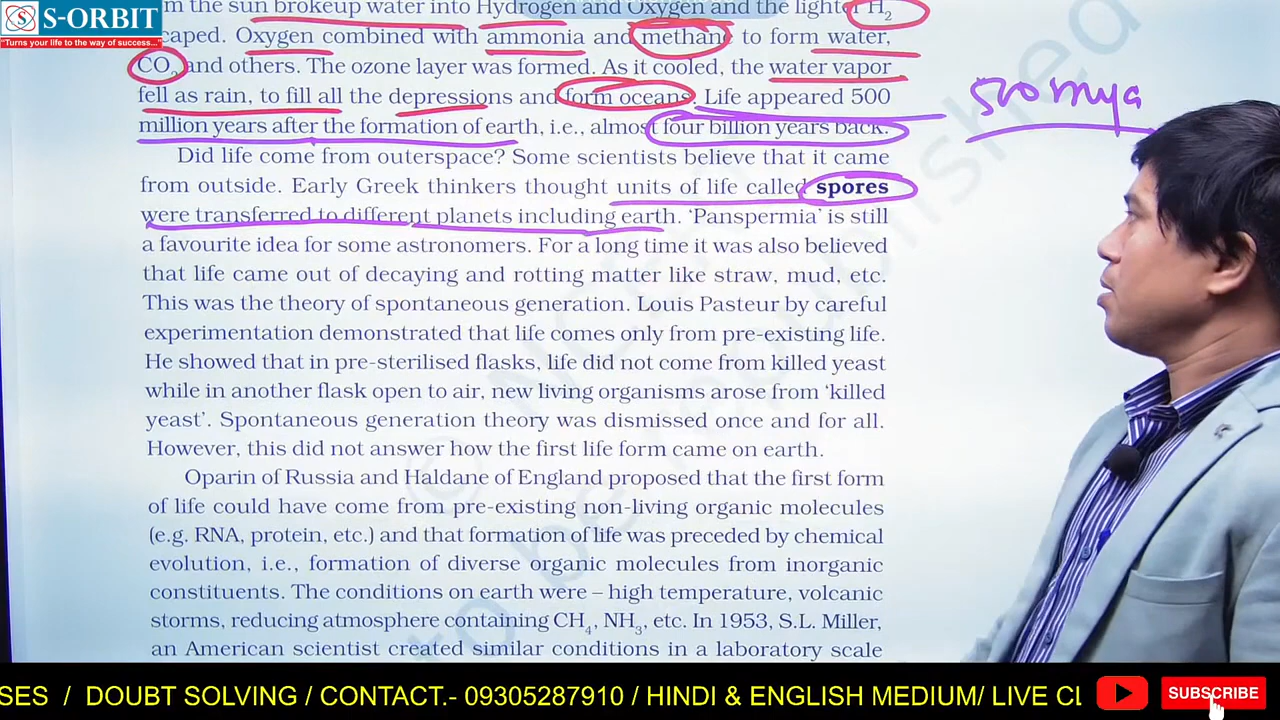 S-ORBIT
"Turns your life to the way of success..."
the sun brokeup water into Hydrogen and Oxygen and the lighter H2
caped. Oxygen combined with ammonia and methane to form water,
CO2 and others. The ozone layer was formed. As it cooled, the water vapor
fell as rain, to fill all the depressions and form oceans. Life appeared 500
million years after the formation of earth, i.e., almost four billion years back.
Did life come from outerspace? Some scientists believe that it came
from outside. Early Greek thinkers thought units of life called spores
were transferred to different planets including earth. ‘Panspermia’ is still
a favourite idea for some astronomers. For a long time it was also believed
that life came out of decaying and rotting matter like straw, mud, etc.
This was the theory of spontaneous generation. Louis Pasteur by careful
experimentation demonstrated that life comes only from pre-existing life.
He showed that in pre-sterilised flasks, life did not come from killed yeast
while in another flask open to air, new living organisms arose from ‘killed
yeast’. Spontaneous generation theory was dismissed once and for all.
However, this did not answer how the first life form came on earth.
Oparin of Russia and Haldane of England proposed that the first form
of life could have come from pre-existing non-living organic molecules
(e.g. RNA, protein, etc.) and that formation of life was preceded by chemical
evolution, i.e., formation of diverse organic molecules from inorganic
constituents. The conditions on earth were – high temperature, volcanic
storms, reducing atmosphere containing CH4, NH3, etc. In 1953, S.L. Miller,
an American scientist created similar conditions in a laboratory scale
SES / DOUBT SOLVING / CONTACT.- 09305287910 / HINDI & ENGLISH MEDIUM/ LIVE CL
SUBSCRIBE